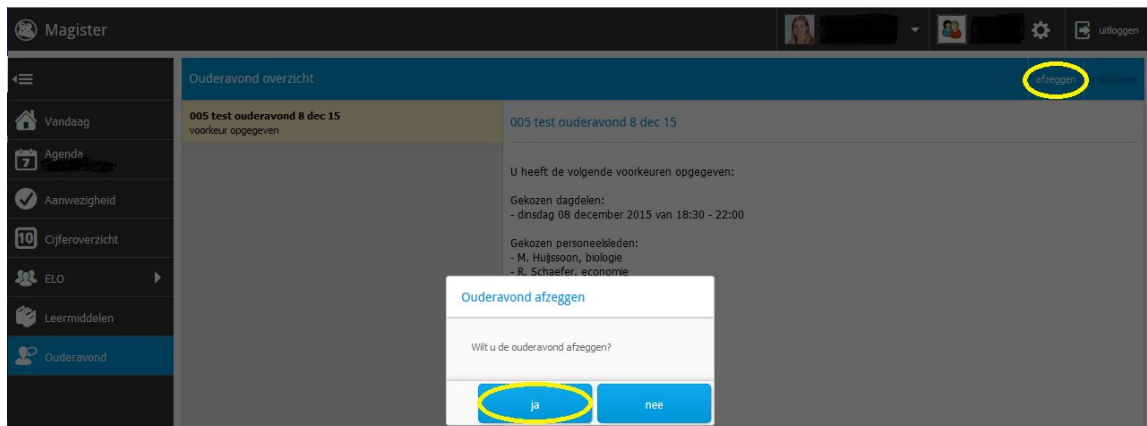 Magister
uitloggen
Ouderavond overzicht
afzeggen
Vandaag
7 Agenda
Aanwezigheid
10 Cijferoverzicht
ELO
Leermiddelen
Ouderavond
005 test ouderavond 8 dec 15
voorkeur opgegeven
005 test ouderavond 8 dec 15
U heeft de volgende voorkeuren opgegeven:
Gekozen dagdelen:
- dinsdag 08 december 2015 van 18:30 - 22:00
Gekozen personeelsleden:
- M. Huijssoon, biologie
- R. Schaefer, economie
Ouderavond afzeggen
Wilt u de ouderavond afzeggen?
ja nee